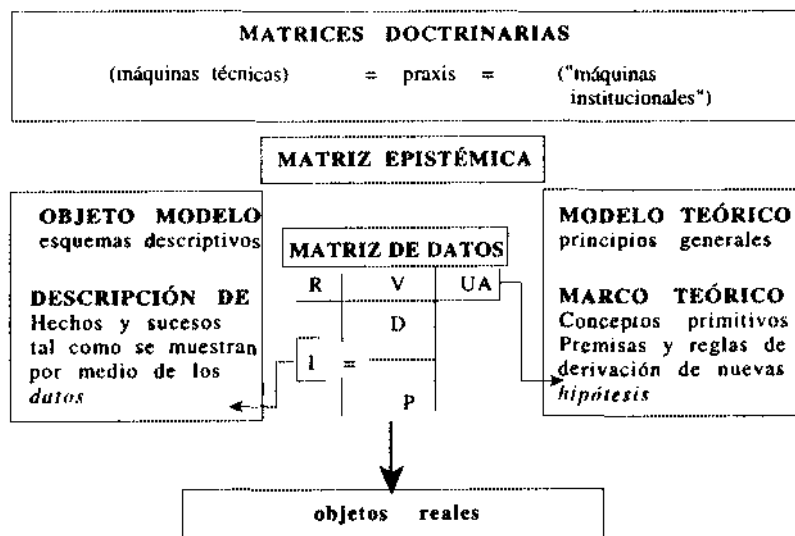 MATRICES DOCTRINARIAS
(máquinas técnicas) = praxis = ("máquinas
institucionales")
MATRIZ EPISTÉMICA
OBJETO MODELO
esquemas descriptivos
DESCRIPCIÓN DE
Hechos y sucesos
tal como se muestran
por medio de los
datos
MATRIZ DE DATOS
R V UA
D
I =
P
MODELO TEÓRICO
principios generales
MARCO TEÓRICO
Conceptos primitivos
Premisas y reglas de
derivación de nuevas
hipótesis
objetos reales